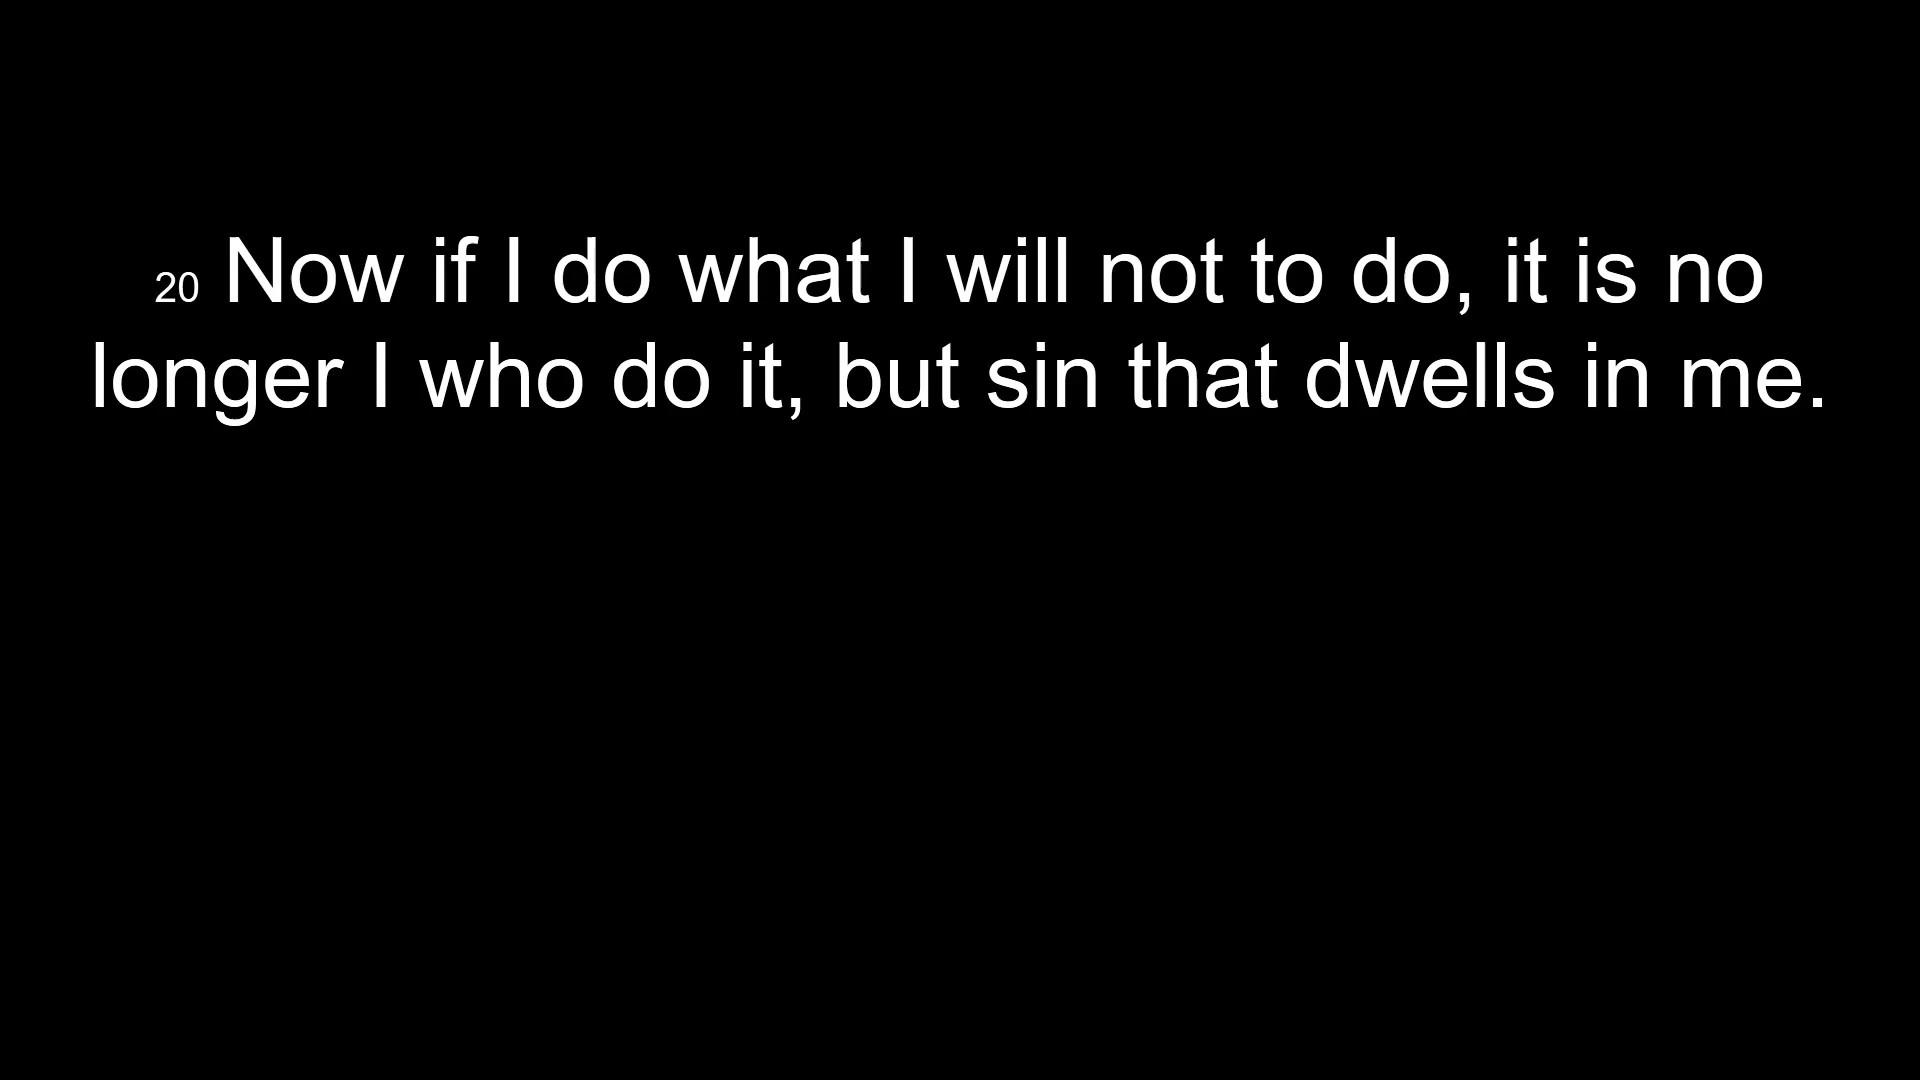 20 Now if I do what I will not to do, it is no
longer I who do it, but sin that dwells in me.